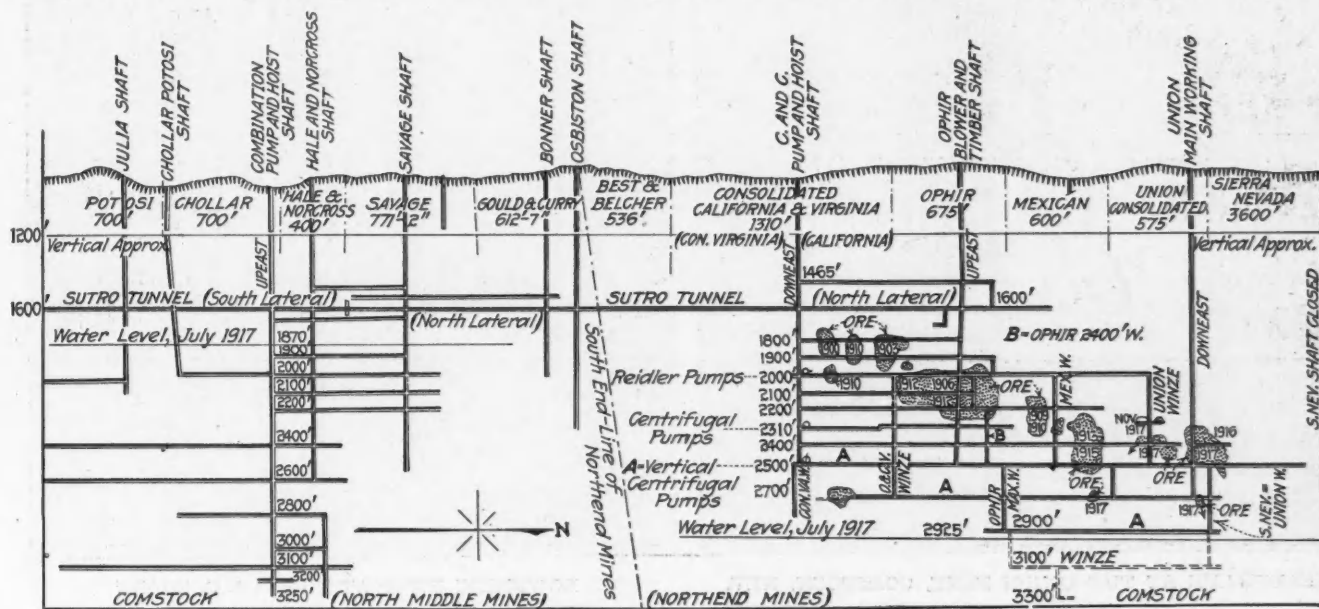 JULIA SHAFT
CHOLLAR POTOSI
SHAFT
COMBINATION
PUMP AND HOIST
SHAFT
HALE AND NORCROSS
SHAFT
SAVAGE SHAFT
BONNER SHAFT
OSBISTON SHAFT
C. AND C.
PUMP AND HOIST
SHAFT
OPHIR
BLOWER AND
TIMBER SHAFT
UNION
MAIN WORKING
SHAFT
POTOSI
700'
CHOLLAR
700'
HALE &
NORCROSS
400'
SAVAGE
771'-2"
GOULD & CURRY
612'-7"
BEST &
BELCHER
536'
CONSOLIDATED
CALIFORNIA & VIRGINIA
1310'
(CON. VIRGINIA)
(CALIFORNIA)
OPHIR
675'
MEXICAN
600'
UNION
CONSOLIDATED
575'
SIERRA
NEVADA
3600'
1200'
Vertical Approx.
Vertical Approx.
UPEAST
DOWNEAST
UPEAST
DOWNEAST
S.NEV. SHAFT CLOSED
1465'
1600'
SUTRO TUNNEL (South Lateral)
(North Lateral)
SUTRO TUNNEL
(North Lateral)
1600'
Water Level, July 1917
1870'
1900'
2000'
2100'
2200'
2400'
2600'
2800'
3000'
3100'
3200'
3250'
South End-Line of
Northend Mines
ORE
B=OPHIR 2400' W.
1800'
1900'
2000'
2100'
2200'
2310'
2400'
2500'
2700'
Reidler Pumps
Centrifugal
Pumps
A=Vertical
Centrifugal
Pumps
1900
1910
1905
1910
1912
1906
ORE
MEX. W.
UNION
WINZE
NOV.
1917
1916
1917
1912
1915
B
A
CON. VA. W.
C.&C.V.
WINZE
A
OPHIR
MEX. W.
ORE
ORE
1917
1917
ORE
S.NEV.=
UNION W.
Water Level, July 1917
2925'
2900'
A
3100' WINZE
3300'
N
COMSTOCK
(NORTH MIDDLE MINES)
(NORTHEND MINES)
COMSTOCK